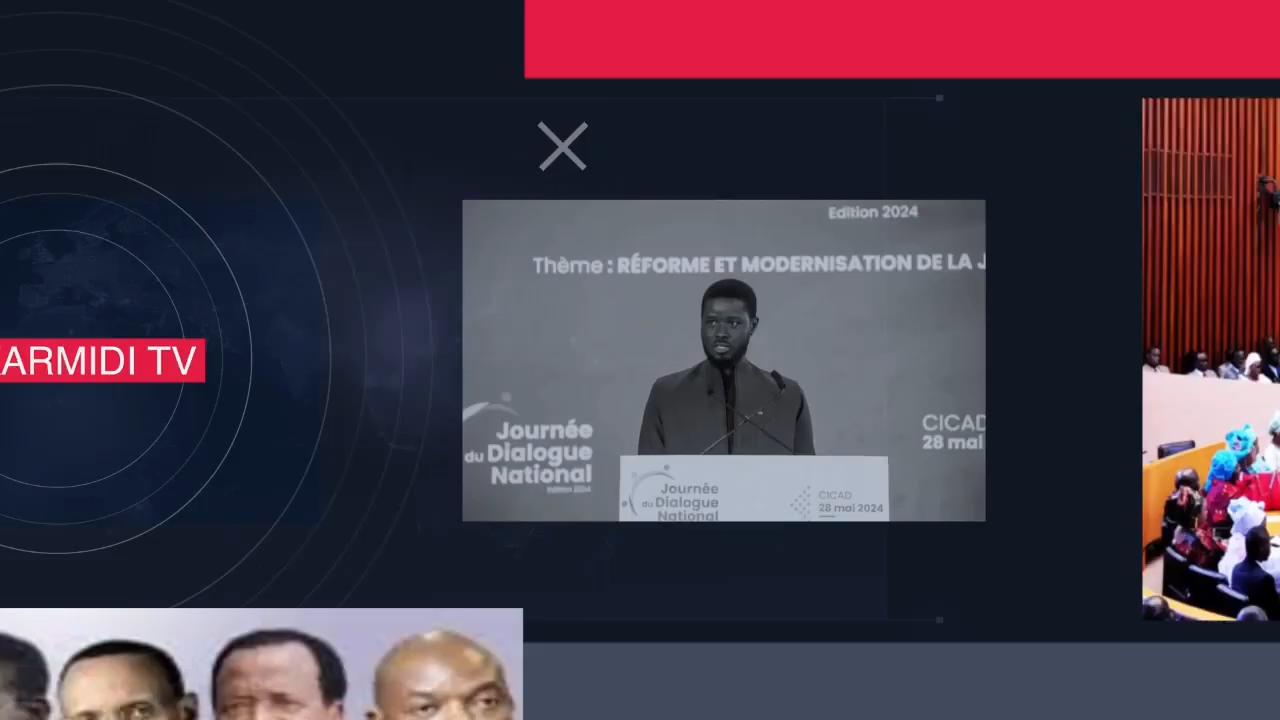 ARMIDI TV
Edition 2024
Thème : RÉFORME ET MODERNISATION DE LA J
Journée
du Dialogue
National
Edition 2024
CICAD
28 mai
Journée
du Dialogue
National
CICAD
28 mai 2024